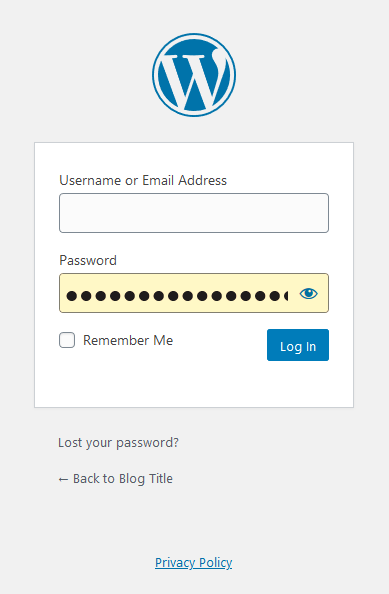 Username or Email Address
Password
●●●●●●●●●●●●●●●●
Remember Me
Log In
Lost your password?
← Back to Blog Title
Privacy Policy